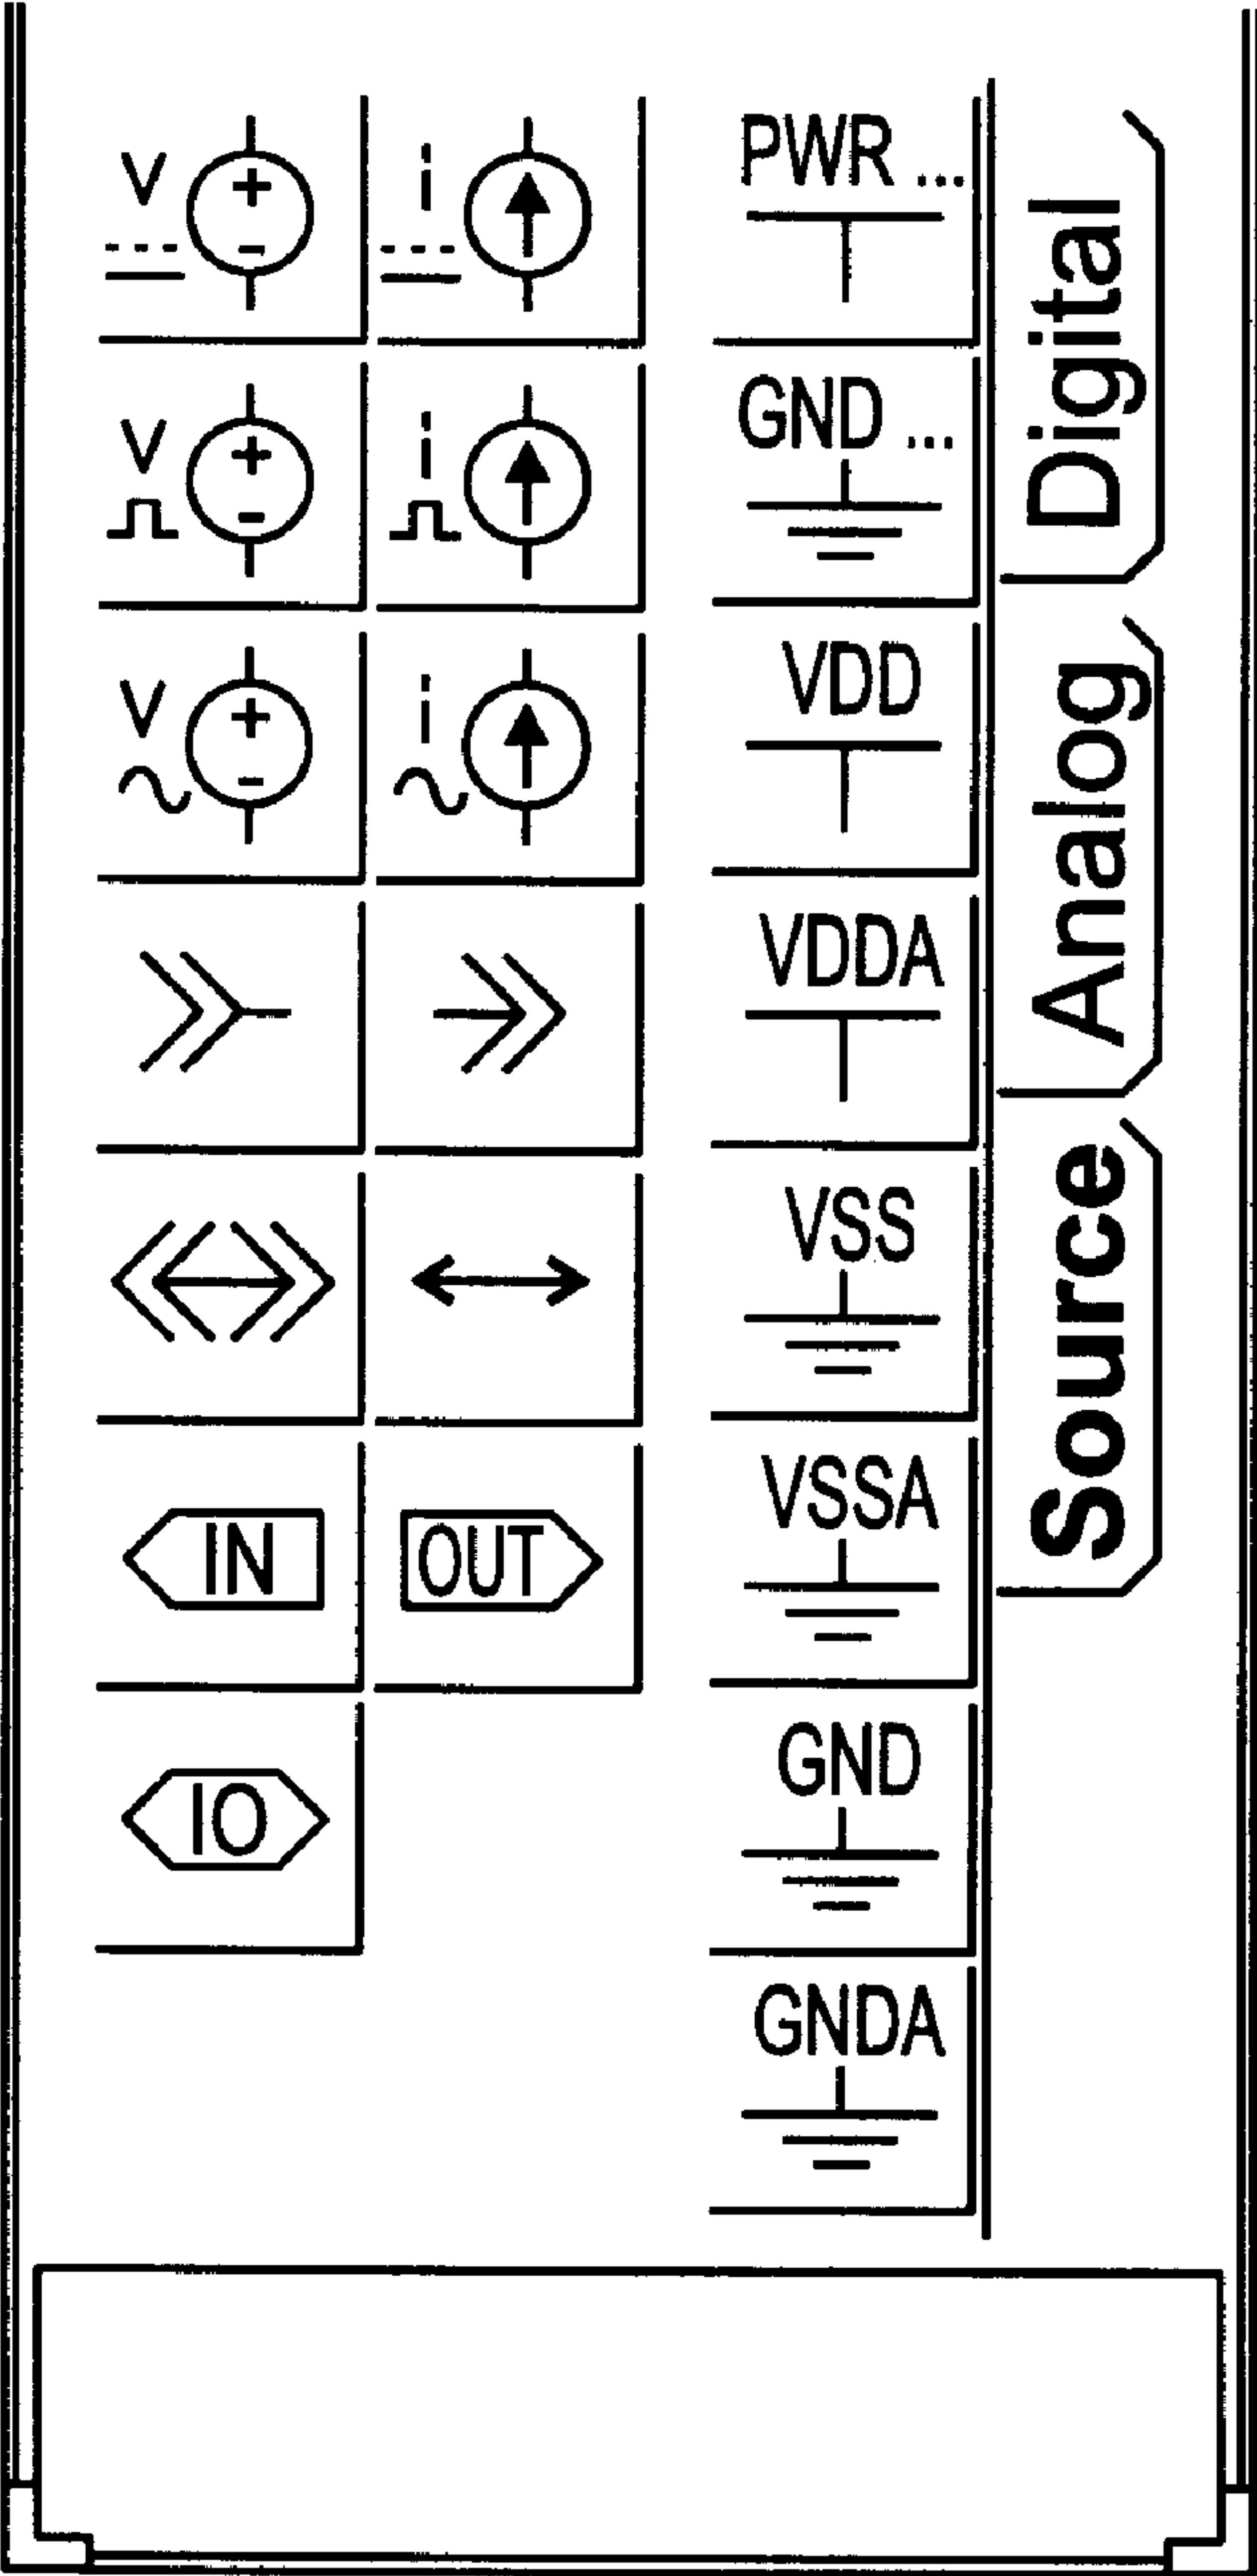 V
i
PWR ...
V
i
GND ...
V
i
VDD
VDDA
VSS
IN
OUT
VSSA
IO
GND
GNDA
Digital
Analog
Source